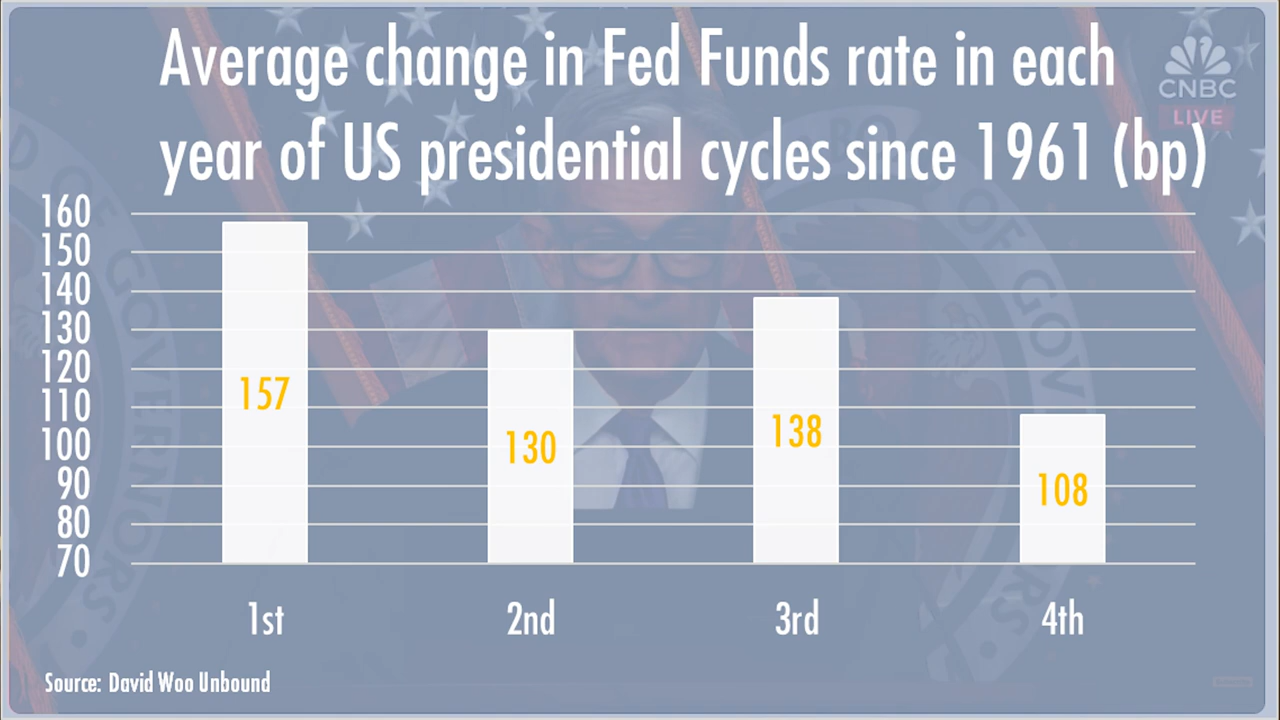 Average change in Fed Funds rate in each
year of US presidential cycles since 1961 (bp)
CNBC
LIVE
160
150
140
130
120
110
100
90
80
70
157
130
138
108
1st
2nd
3rd
4th
Source: David Woo Unbound